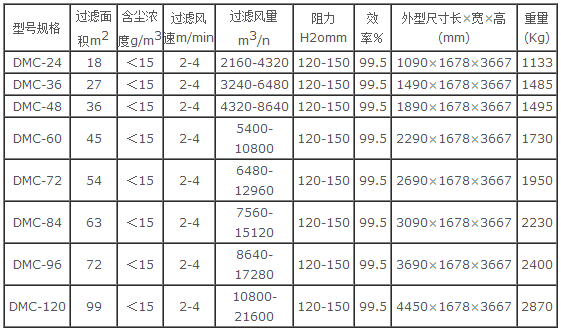 型号规格 过滤面积m2 含尘浓度g/m3 过滤风速m/min 过滤风量m3/n 阻力H2omm 效率% 外型尺寸长×宽×高(mm) 重量(Kg)
DMC-24 18 ＜15 2-4 2160-4320 120-150 99.5 1090×1678×3667 1133
DMC-36 27 ＜15 2-4 3240-6480 120-150 99.5 1490×1678×3667 1485
DMC-48 36 ＜15 2-4 4320-8640 120-150 99.5 1890×1678×3667 1495
DMC-60 45 ＜15 2-4 5400-10800 120-150 99.5 2290×1678×3667 1730
DMC-72 54 ＜15 2-4 6480-12960 120-150 99.5 2690×1678×3667 1950
DMC-84 63 ＜15 2-4 7560-15120 120-150 99.5 3090×1678×3667 2230
DMC-96 72 ＜15 2-4 8640-17280 120-150 99.5 3690×1678×3667 2400
DMC-120 99 ＜15 2-4 10800-21600 120-150 99.5 4450×1678×3667 2870